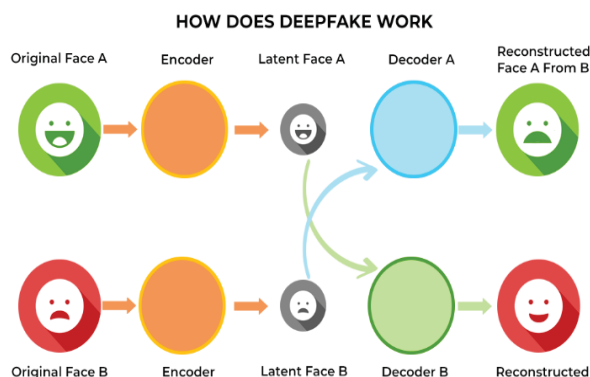 HOW DOES DEEPFAKE WORK
Original Face A
Encoder
Latent Face A
Decoder A
Reconstructed
Face A From B
Original Face B
Encoder
Latent Face B
Decoder B
Reconstructed